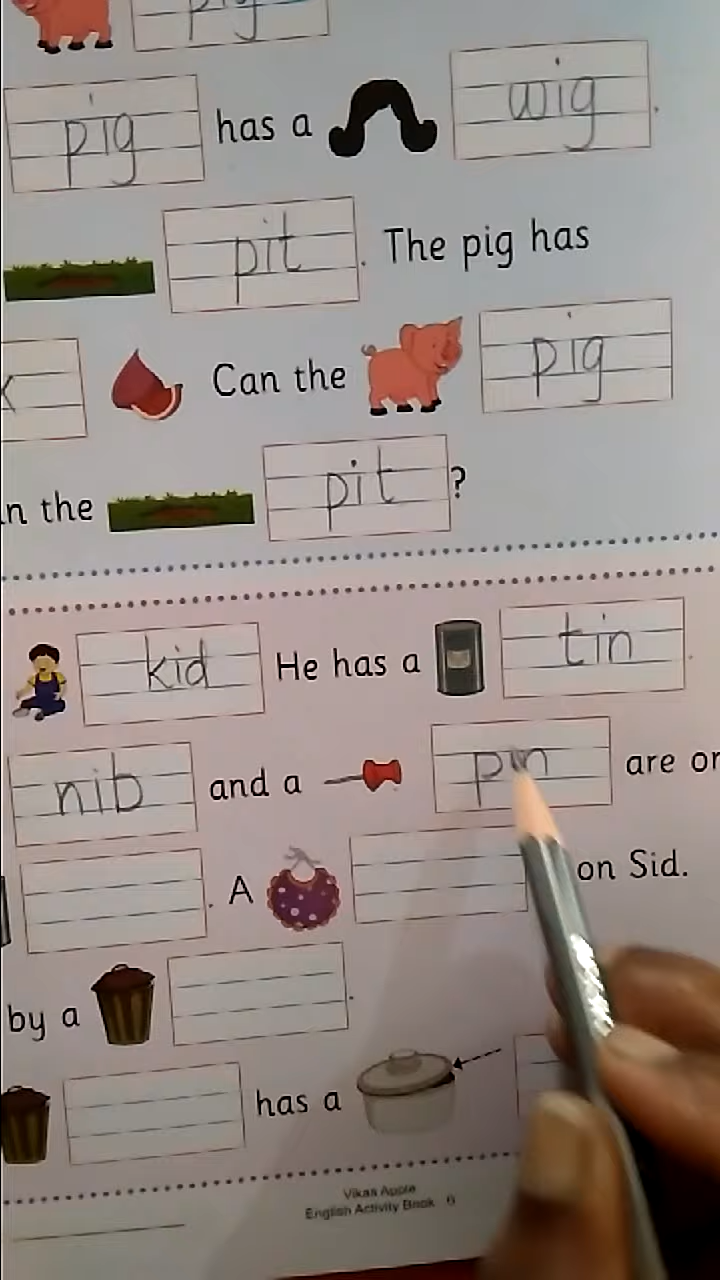 pig
pig has a wig.
pit. The pig has
Can the pig
n the pit?
kid He has a tin.
nib and a pin are or
. A on Sid.
by a .
has a
Vikas Apple
English Activity Book 6